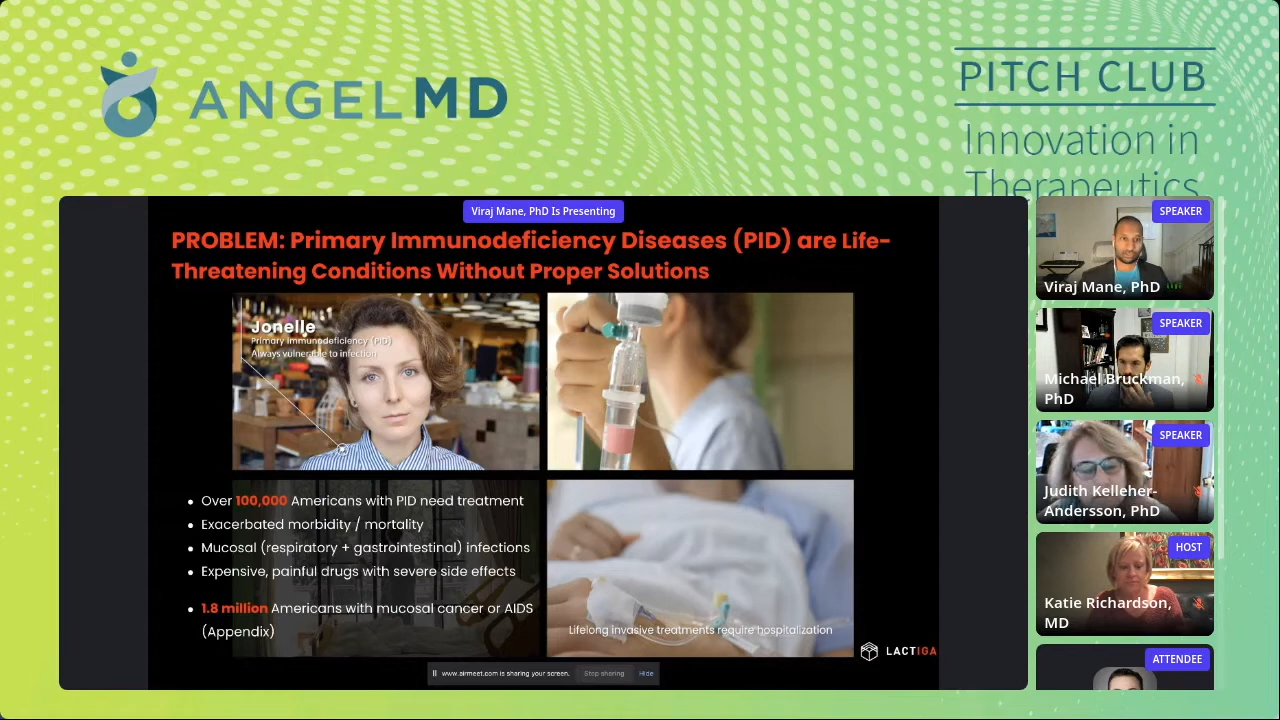 ANGELMD
PITCH CLUB
Innovation in
Therapeutics
Viraj Mane, PhD Is Presenting
PROBLEM: Primary Immunodeficiency Diseases (PID) are Life-
Threatening Conditions Without Proper Solutions
Jonelle
Primary Immunodeficiency (PID)
Always vulnerable to infection
• Over 100,000 Americans with PID need treatment
• Exacerbated morbidity / mortality
• Mucosal (respiratory + gastrointestinal) infections
• Expensive, painful drugs with severe side effects
• 1.8 million Americans with mucosal cancer or AIDS
(Appendix)
Lifelong invasive treatments require hospitalization
LACTIGA
www.airmeet.com is sharing your screen.
Stop sharing
Hide
SPEAKER
Viraj Mane, PhD
SPEAKER
Michael Bruckman,
PhD
SPEAKER
Judith Kelleher-
Andersson, PhD
HOST
Katie Richardson,
MD
ATTENDEE